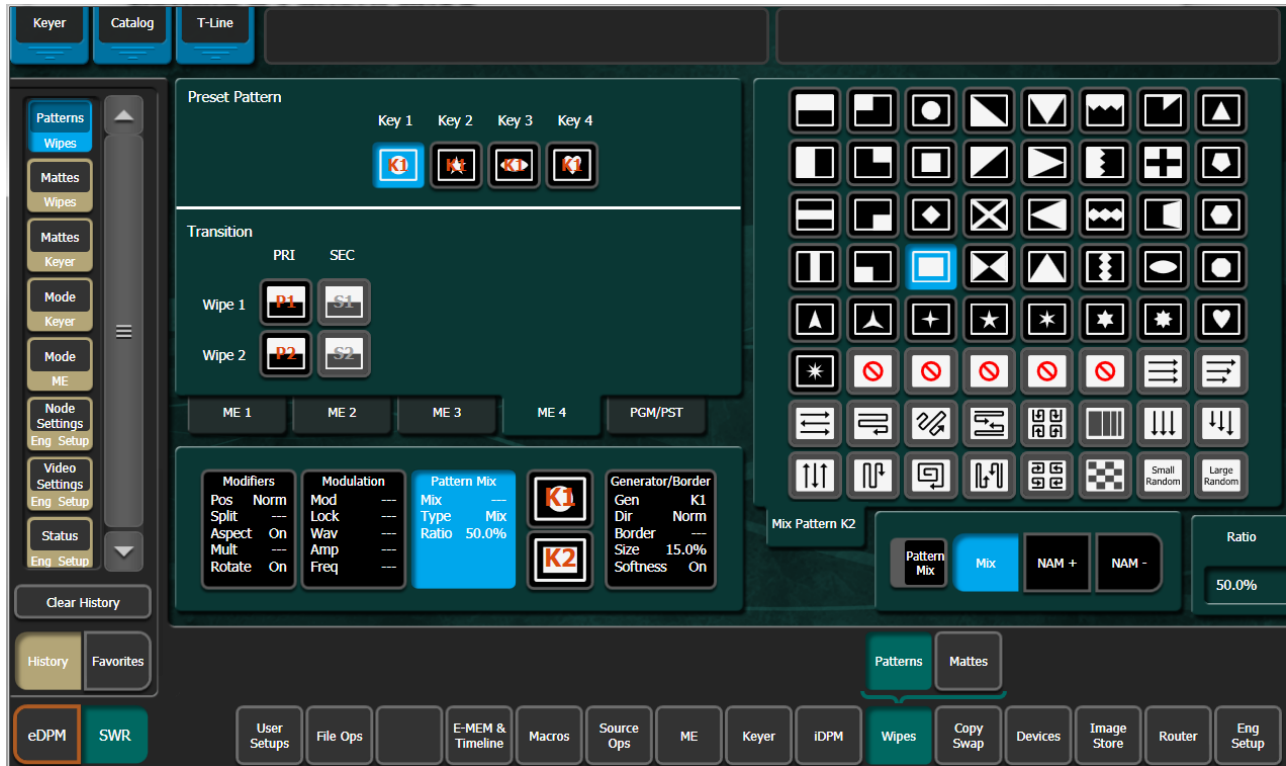 Keyer
Catalog
T-Line
Patterns
Wipes
Mattes
Wipes
Mattes
Keyer
Mode
Keyer
Mode
ME
Node
Settings
Eng Setup
Video
Settings
Eng Setup
Status
Eng Setup
Clear History
History
Favorites
Preset Pattern
Key 1 Key 2 Key 3 Key 4
K1 K1 K1 K1
Transition
PRI SEC
Wipe 1 P1 S1
Wipe 2 P2 S2
ME 1 ME 2 ME 3 ME 4 PGM/PST
Modifiers
Pos Norm
Split ---
Aspect On
Mult ---
Rotate On
Modulation
Mod ---
Lock ---
Wav ---
Amp ---
Freq ---
Pattern Mix
Mix ---
Type Mix
Ratio 50.0%
K1
K2
Generator/Border
Gen K1
Dir Norm
Border ---
Size 15.0%
Softness On
Small
Random
Large
Random
Mix Pattern K2
Pattern
Mix
Mix
NAM +
NAM -
Ratio
50.0%
Patterns
Mattes
eDPM
SWR
User
Setups
File Ops
E-MEM &
Timeline
Macros
Source
Ops
ME
Keyer
iDPM
Wipes
Copy
Swap
Devices
Image
Store
Router
Eng
Setup